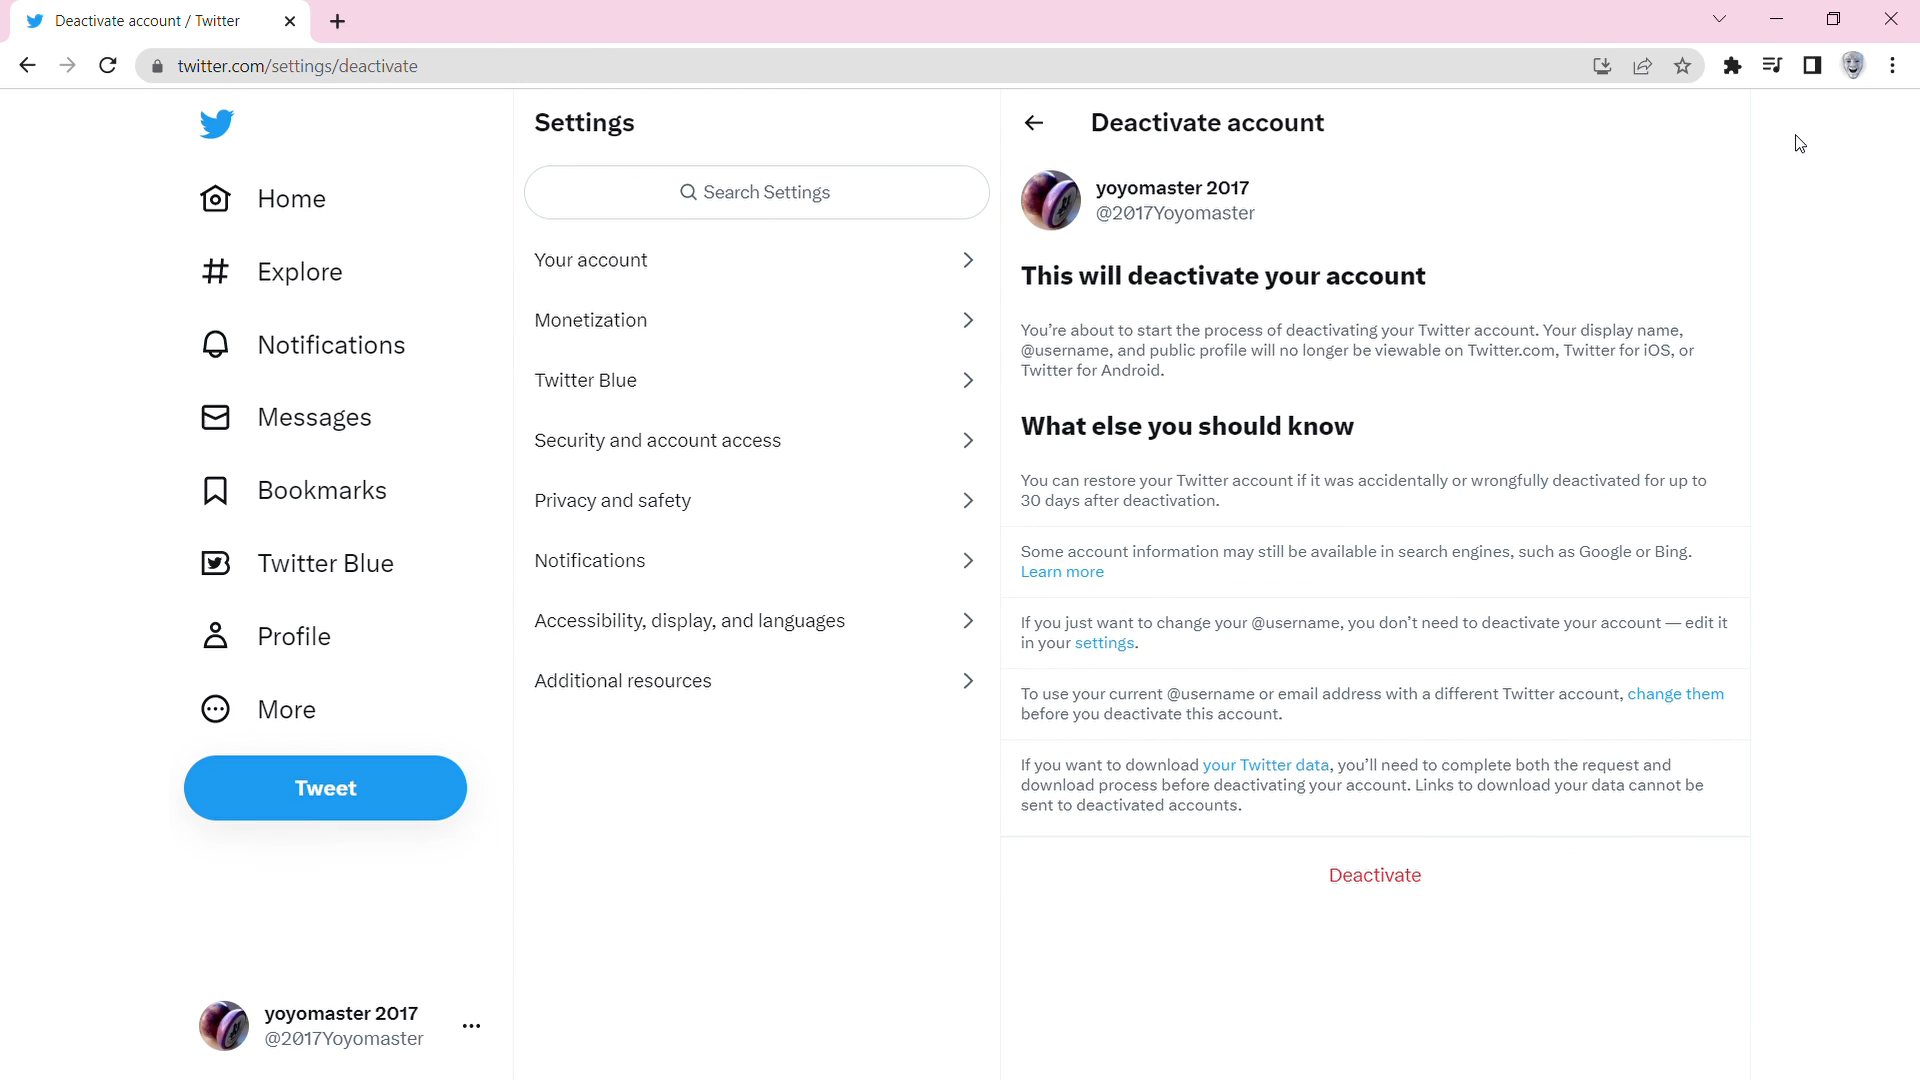 Deactivate account / Twitter
twitter.com/settings/deactivate
Home
Explore
Notifications
Messages
Bookmarks
Twitter Blue
Profile
More
Tweet
yoyomaster 2017
@2017Yoyomaster
Settings
Search Settings
Your account
Monetization
Twitter Blue
Security and account access
Privacy and safety
Notifications
Accessibility, display, and languages
Additional resources
Deactivate account
yoyomaster 2017
@2017Yoyomaster
This will deactivate your account
You’re about to start the process of deactivating your Twitter account. Your display name,
@username, and public profile will no longer be viewable on Twitter.com, Twitter for iOS, or
Twitter for Android.
What else you should know
You can restore your Twitter account if it was accidentally or wrongfully deactivated for up to
30 days after deactivation.
Some account information may still be available in search engines, such as Google or Bing.
Learn more
If you just want to change your @username, you don’t need to deactivate your account — edit it
in your settings.
To use your current @username or email address with a different Twitter account, change them
before you deactivate this account.
If you want to download your Twitter data, you’ll need to complete both the request and
download process before deactivating your account. Links to download your data cannot be
sent to deactivated accounts.
Deactivate